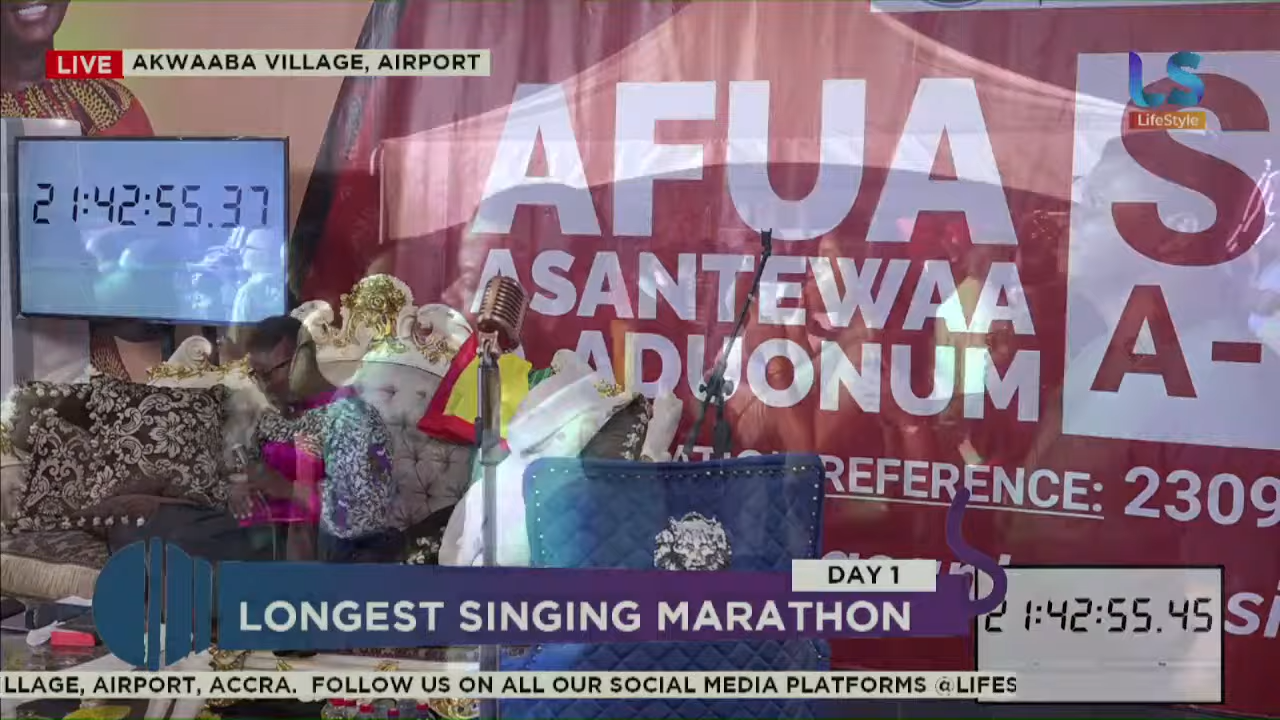 LIVE AKWAABA VILLAGE, AIRPORT
LS
LifeStyle
21:42:55.37
AFUA
ASANTEWAA
ADUONUM
S
A-
REFERENCE: 2309
DAY 1
LONGEST SINGING MARATHON
21:42:55.45
LLAGE, AIRPORT, ACCRA. FOLLOW US ON ALL OUR SOCIAL MEDIA PLATFORMS @LIFES